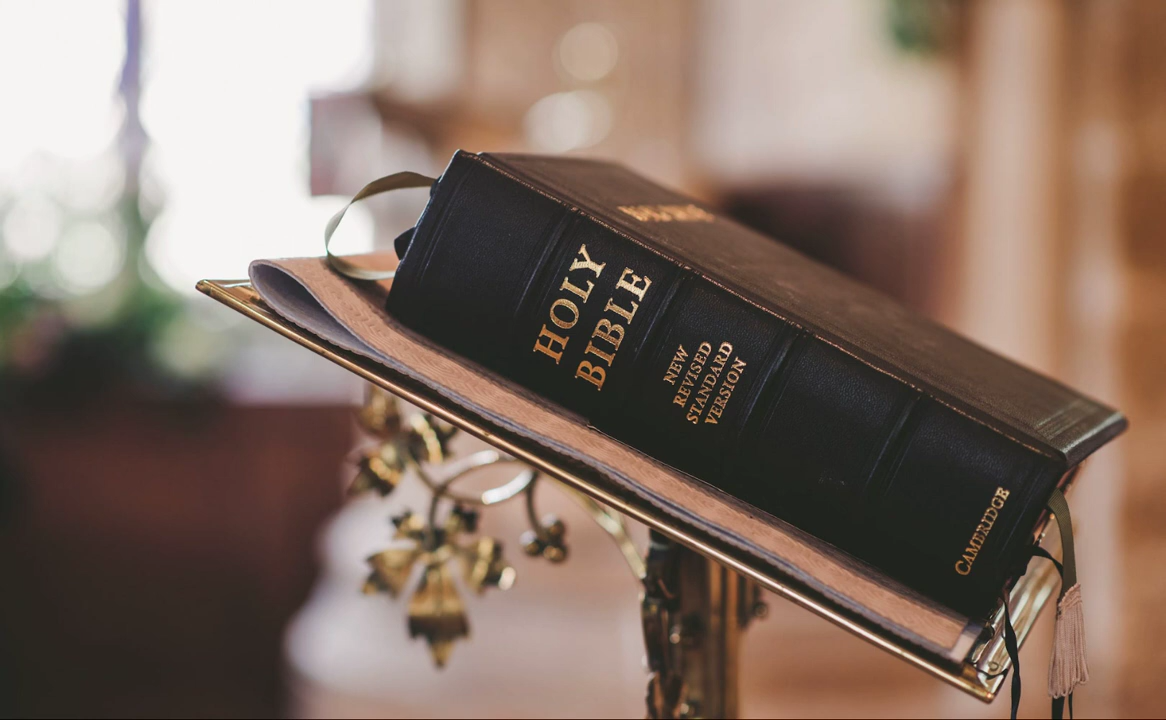 HOLY
BIBLE
NEW
REVISED
STANDARD
VERSION
CAMBRIDGE